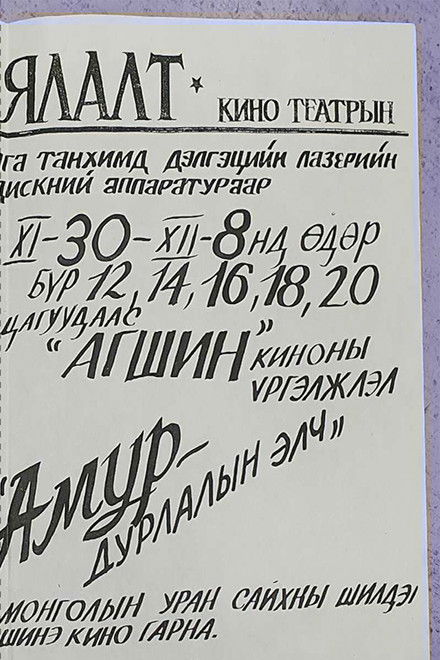 ЯЛАЛТ* КИНО ТЕАТРЫН
га танхимд дэлгэцийн лазерийн
дискний аппаратураар
XI-30-XII-8нд өдөр
бүр 12, 14, 16, 18, 20
цагуудаас
"АГШИН" киноны
үргэлжлэл
"Амур-
дурлалын элч"
Монголын уран сайхны шилдэг
шинэ кино гарна.